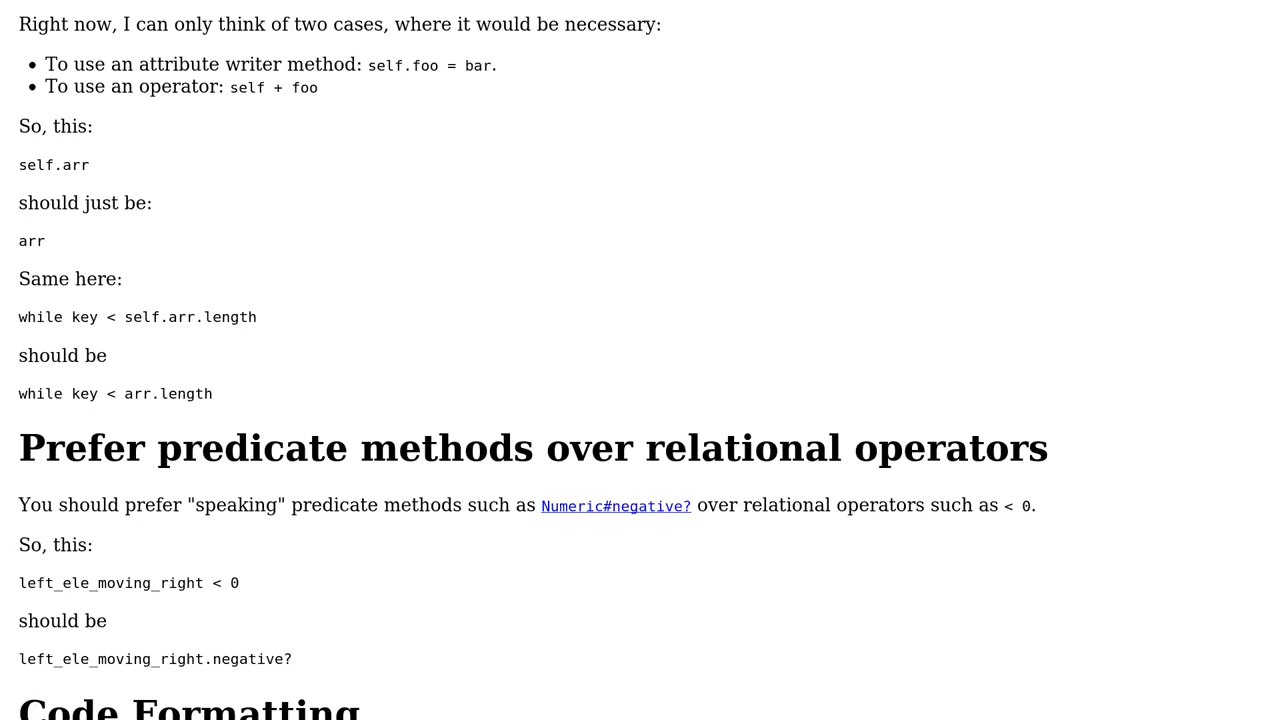 Right now, I can only think of two cases, where it would be necessary:
• To use an attribute writer method: self.foo = bar.
• To use an operator: self + foo
So, this:
self.arr
should just be:
arr
Same here:
while key < self.arr.length
should be
while key < arr.length
Prefer predicate methods over relational operators
You should prefer "speaking" predicate methods such as Numeric#negative? over relational operators such as < 0.
So, this:
left_ele_moving_right < 0
should be
left_ele_moving_right.negative?
Code Formatting